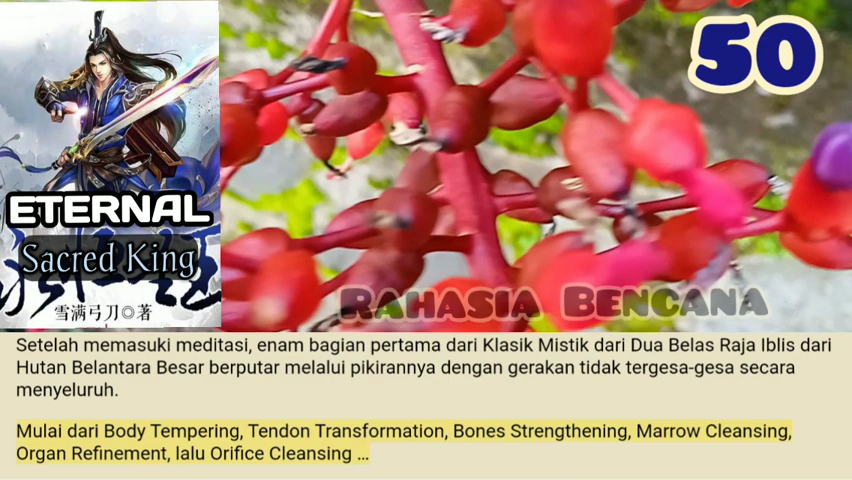 50
ETERNAL
Sacred King
雪满弓刀◎著
RAHASIA BENCANA
Setelah memasuki meditasi, enam bagian pertama dari Klasik Mistik dari Dua Belas Raja Iblis dari
Hutan Belantara Besar berputar melalui pikirannya dengan gerakan tidak tergesa-gesa secara
menyeluruh.
Mulai dari Body Tempering, Tendon Transformation, Bones Strengthening, Marrow Cleansing,
Organ Refinement, lalu Orifice Cleansing ...